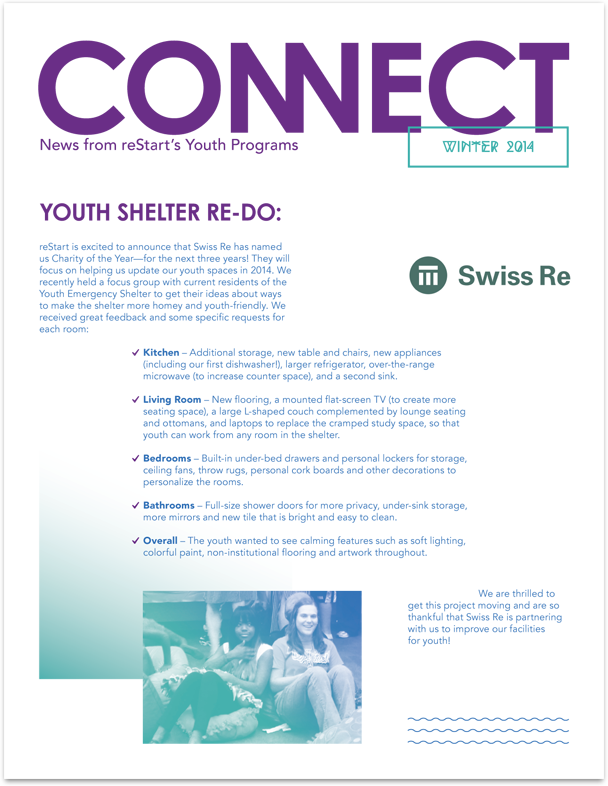 CONNECT
News from reStart's Youth Programs
WINTER 2014
YOUTH SHELTER RE-DO:
reStart is excited to announce that Swiss Re has named
us Charity of the Year—for the next three years! They will
focus on helping us update our youth spaces in 2014. We
recently held a focus group with current residents of the
Youth Emergency Shelter to get their ideas about ways
to make the shelter more homey and youth-friendly. We
received great feedback and some specific requests for
each room:
Swiss Re
✓ Kitchen – Additional storage, new table and chairs, new appliances
(including our first dishwasher!), larger refrigerator, over-the-range
microwave (to increase counter space), and a second sink.
✓ Living Room – New flooring, a mounted flat-screen TV (to create more
seating space), a large L-shaped couch complemented by lounge seating
and ottomans, and laptops to replace the cramped study space, so that
youth can work from any room in the shelter.
✓ Bedrooms – Built-in under-bed drawers and personal lockers for storage,
ceiling fans, throw rugs, personal cork boards and other decorations to
personalize the rooms.
✓ Bathrooms – Full-size shower doors for more privacy, under-sink storage,
more mirrors and new tile that is bright and easy to clean.
✓ Overall – The youth wanted to see calming features such as soft lighting,
colorful paint, non-institutional flooring and artwork throughout.
We are thrilled to
get this project moving and are so
thankful that Swiss Re is partnering
with us to improve our facilities
for youth!